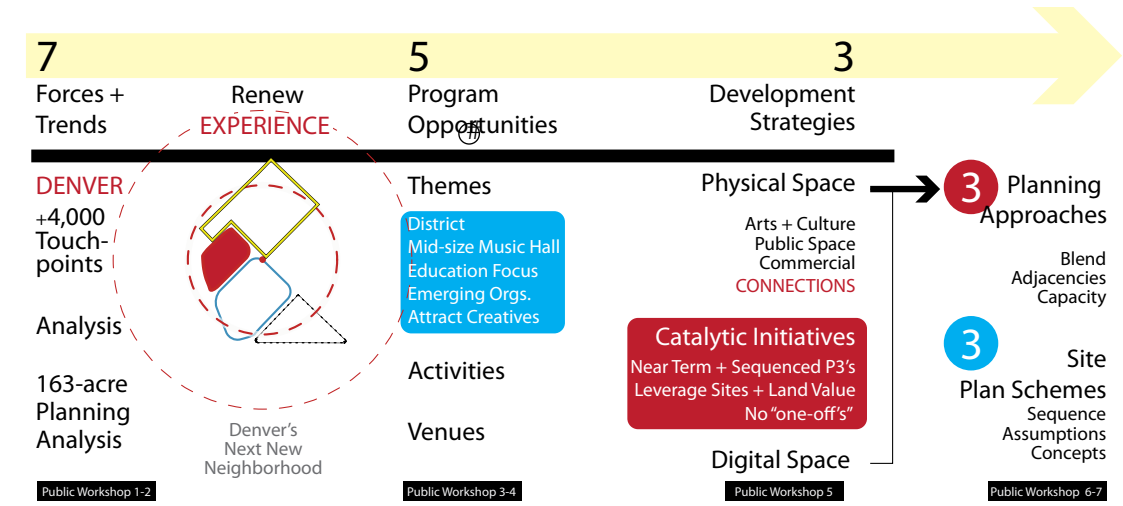 7
Forces +
Trends
Renew
EXPERIENCE
5
Program
Opportunities
3
Development
Strategies
DENVER
+4,000
Touch-
points
Analysis
163-acre
Planning
Analysis
Denver's
Next New
Neighborhood
Themes
District
Mid-size Music Hall
Education Focus
Emerging Orgs.
Attract Creatives
Activities
Venues
Physical Space
Arts + Culture
Public Space
Commercial
CONNECTIONS
Catalytic Initiatives
Near Term + Sequenced P3's
Leverage Sites + Land Value
No "one-off's"
Digital Space
3 Planning
Approaches
Blend
Adjacencies
Capacity
3 Site
Plan Schemes
Sequence
Assumptions
Concepts
Public Workshop 1-2
Public Workshop 3-4
Public Workshop 5
Public Workshop 6-7